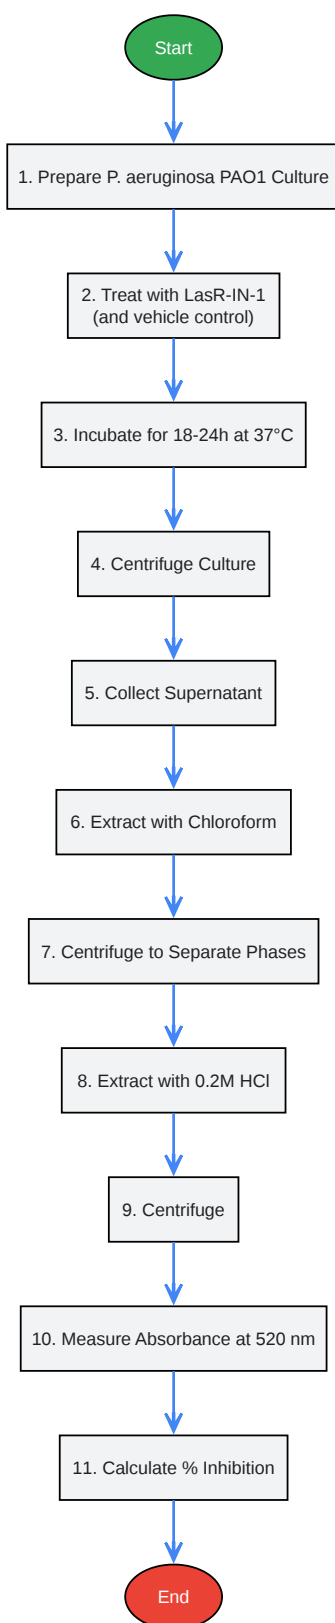 Start
1. Prepare P. aeruginosa PAO1 Culture
2. Treat with LasR-IN-1
(and vehicle control)
3. Incubate for 18-24h at 37°C
4. Centrifuge Culture
5. Collect Supernatant
6. Extract with Chloroform
7. Centrifuge to Separate Phases
8. Extract with 0.2M HCl
9. Centrifuge
10. Measure Absorbance at 520 nm
11. Calculate % Inhibition
End